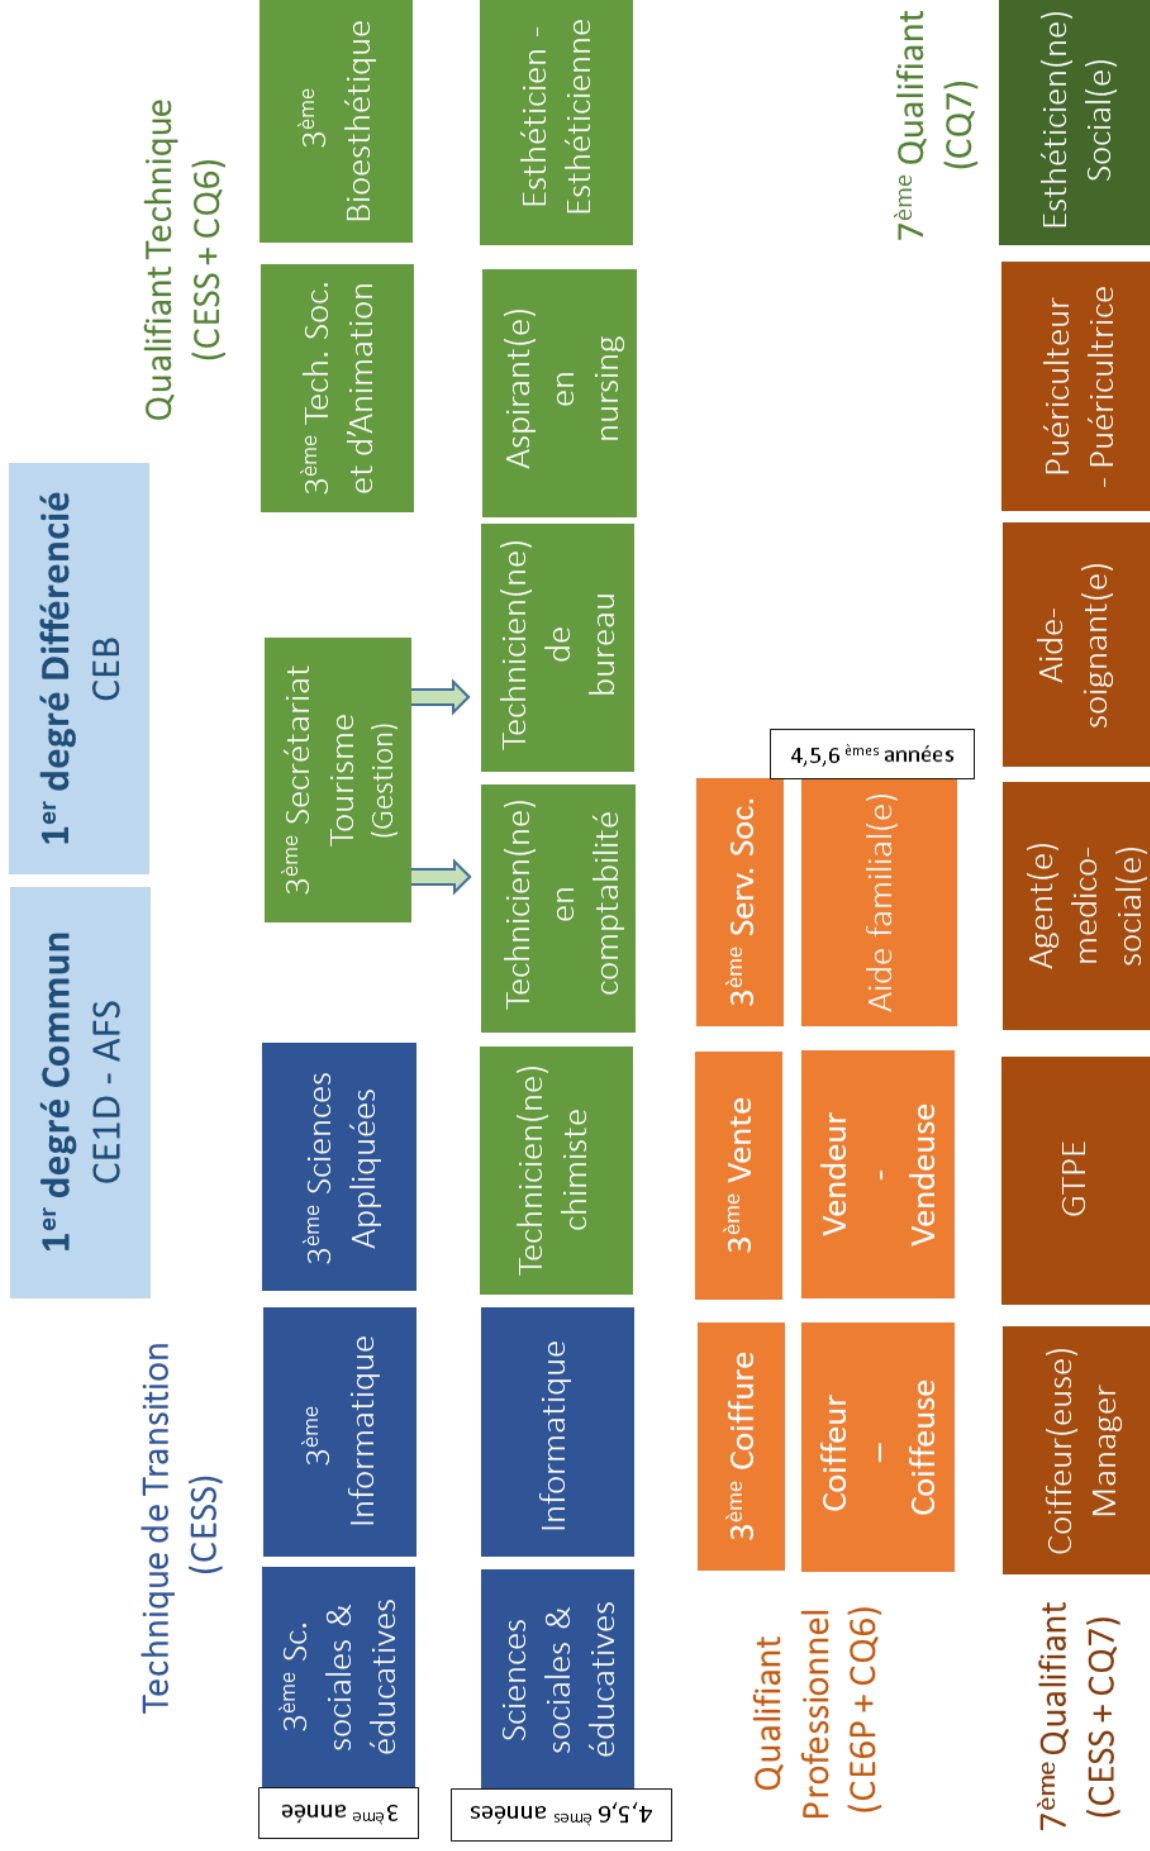 1er degré Commun
CE1D - AFS
1er degré Différencié
CEB
Technique de Transition
(CESS)
Qualifiant Technique
(CESS + CQ6)
3ème année
3ème Sc.
sociales &
éducatives
3ème
Informatique
3ème Sciences
Appliquées
3ème Secrétariat
Tourisme
(Gestion)
3ème Tech. Soc.
et d'Animation
3ème
Bioesthétique
4,5,6 èmes années
Sciences
sociales &
éducatives
Informatique
Technicien(ne)
chimiste
Technicien(ne)
en
comptabilité
Technicien(ne)
de
bureau
Aspirant(e)
en
nursing
Esthéticien -
Esthéticienne
Qualifiant
Professionnel
(CE6P + CQ6)
3ème Coiffure
3ème Vente
3ème Serv. Soc.
Coiffeur
–
Coiffeuse
Vendeur
-
Vendeuse
Aide familial(e)
4,5,6 èmes années
7ème Qualifiant
(CQ7)
7ème Qualifiant
(CESS + CQ7)
Coiffeur(euse)
Manager
GTPE
Agent(e)
medico-
social(e)
Aide-
soignant(e)
Puériculteur
- Puéricultrice
Esthéticien(ne)
Social(e)